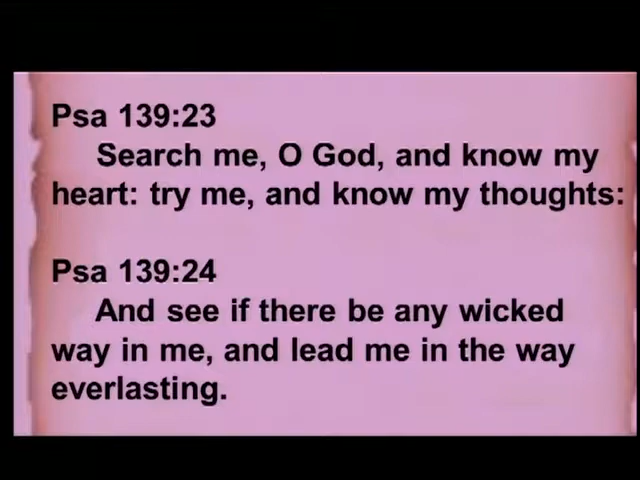 Psa 139:23
Search me, O God, and know my
heart: try me, and know my thoughts:
Psa 139:24
And see if there be any wicked
way in me, and lead me in the way
everlasting.